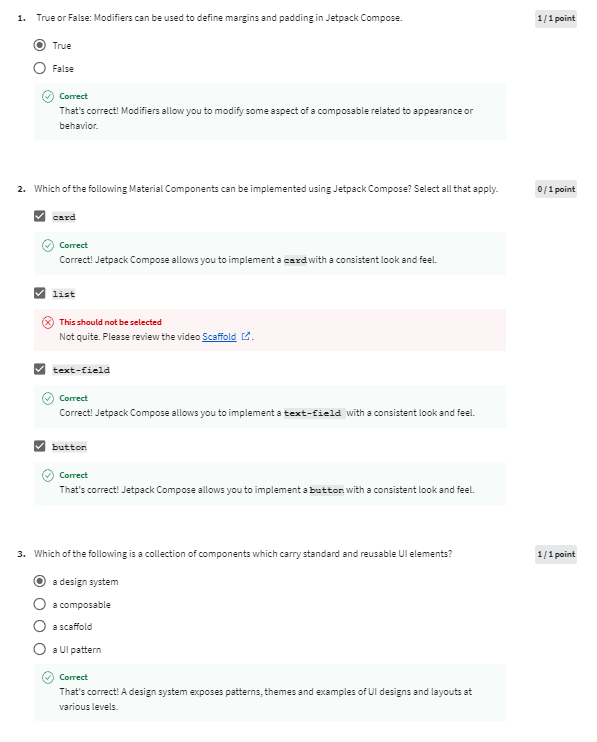 1. True or False: Modifiers can be used to define margins and padding in Jetpack Compose.
1 / 1 point
True
False
Correct
That's correct! Modifiers allow you to modify some aspect of a composable related to appearance or
behavior.
2. Which of the following Material Components can be implemented using Jetpack Compose? Select all that apply.
0 / 1 point
card
Correct
Correct! Jetpack Compose allows you to implement a card with a consistent look and feel.
list
This should not be selected
Not quite. Please review the video Scaffold.
text-field
Correct
Correct! Jetpack Compose allows you to implement a text-field with a consistent look and feel.
button
Correct
That's correct! Jetpack Compose allows you to implement a button with a consistent look and feel.
3. Which of the following is a collection of components which carry standard and reusable UI elements?
1 / 1 point
a design system
a composable
a scaffold
a UI pattern
Correct
That's correct! A design system exposes patterns, themes and examples of UI designs and layouts at
various levels.